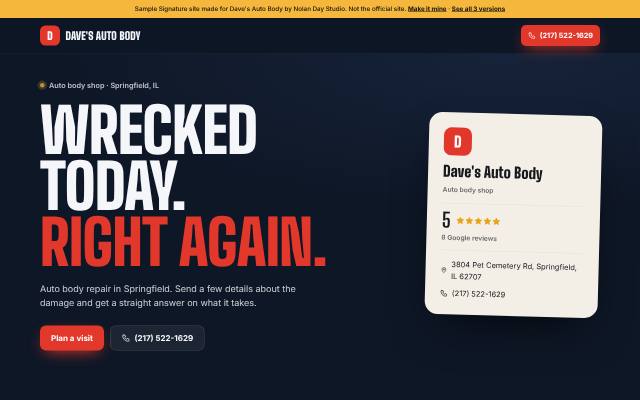 Sample Signature site made for Dave's Auto Body by Nolan Day Studio. Not the official site. Make it mine · See all 3 versions
D DAVE'S AUTO BODY
(217) 522-1629
Auto body shop · Springfield, IL
WRECKED
TODAY.
RIGHT AGAIN.
Auto body repair in Springfield. Send a few details about the
damage and get a straight answer on what it takes.
Plan a visit
(217) 522-1629
D
Dave's Auto Body
Auto body shop
5
8 Google reviews
3804 Pet Cemetery Rd, Springfield,
IL 62707
(217) 522-1629